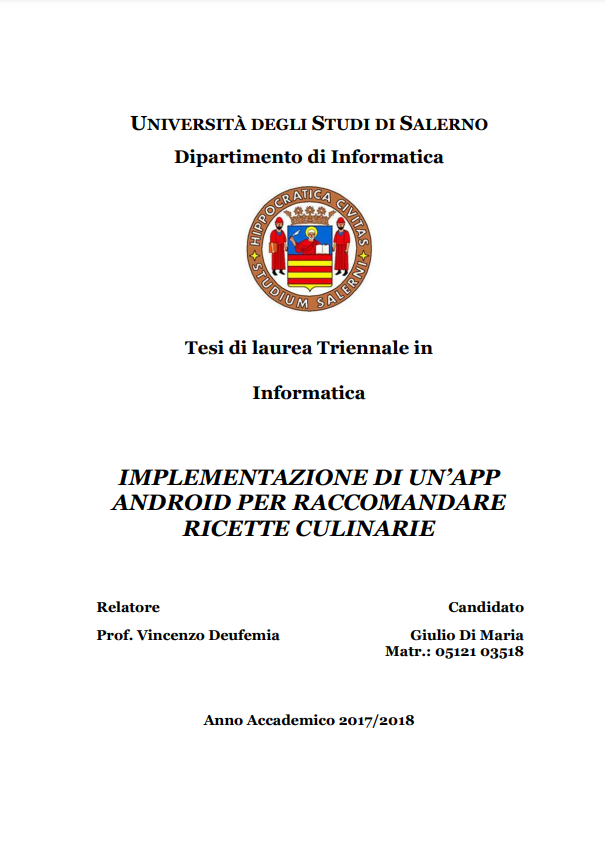 UNIVERSITÀ DEGLI STUDI DI SALERNO
Dipartimento di Informatica
HIPPOCRATICA CIVITAS
STUDIUM SALERNI
Tesi di laurea Triennale in
Informatica
IMPLEMENTAZIONE DI UN’APP
ANDROID PER RACCOMANDARE
RICETTE CULINARIE
Relatore Candidato
Prof. Vincenzo Deufemia Giulio Di Maria
Matr.: 05121 03518
Anno Accademico 2017/2018